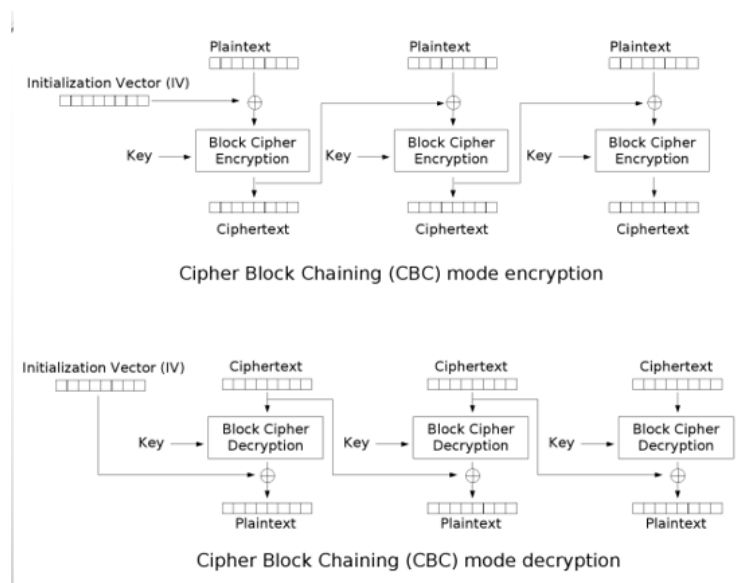 Plaintext Plaintext Plaintext
Initialization Vector (IV)
Key Block Cipher Encryption Key Block Cipher Encryption Key Block Cipher Encryption
Ciphertext Ciphertext Ciphertext
Cipher Block Chaining (CBC) mode encryption
Initialization Vector (IV) Ciphertext Ciphertext Ciphertext
Key Block Cipher Decryption Key Block Cipher Decryption Key Block Cipher Decryption
Plaintext Plaintext Plaintext
Cipher Block Chaining (CBC) mode decryption